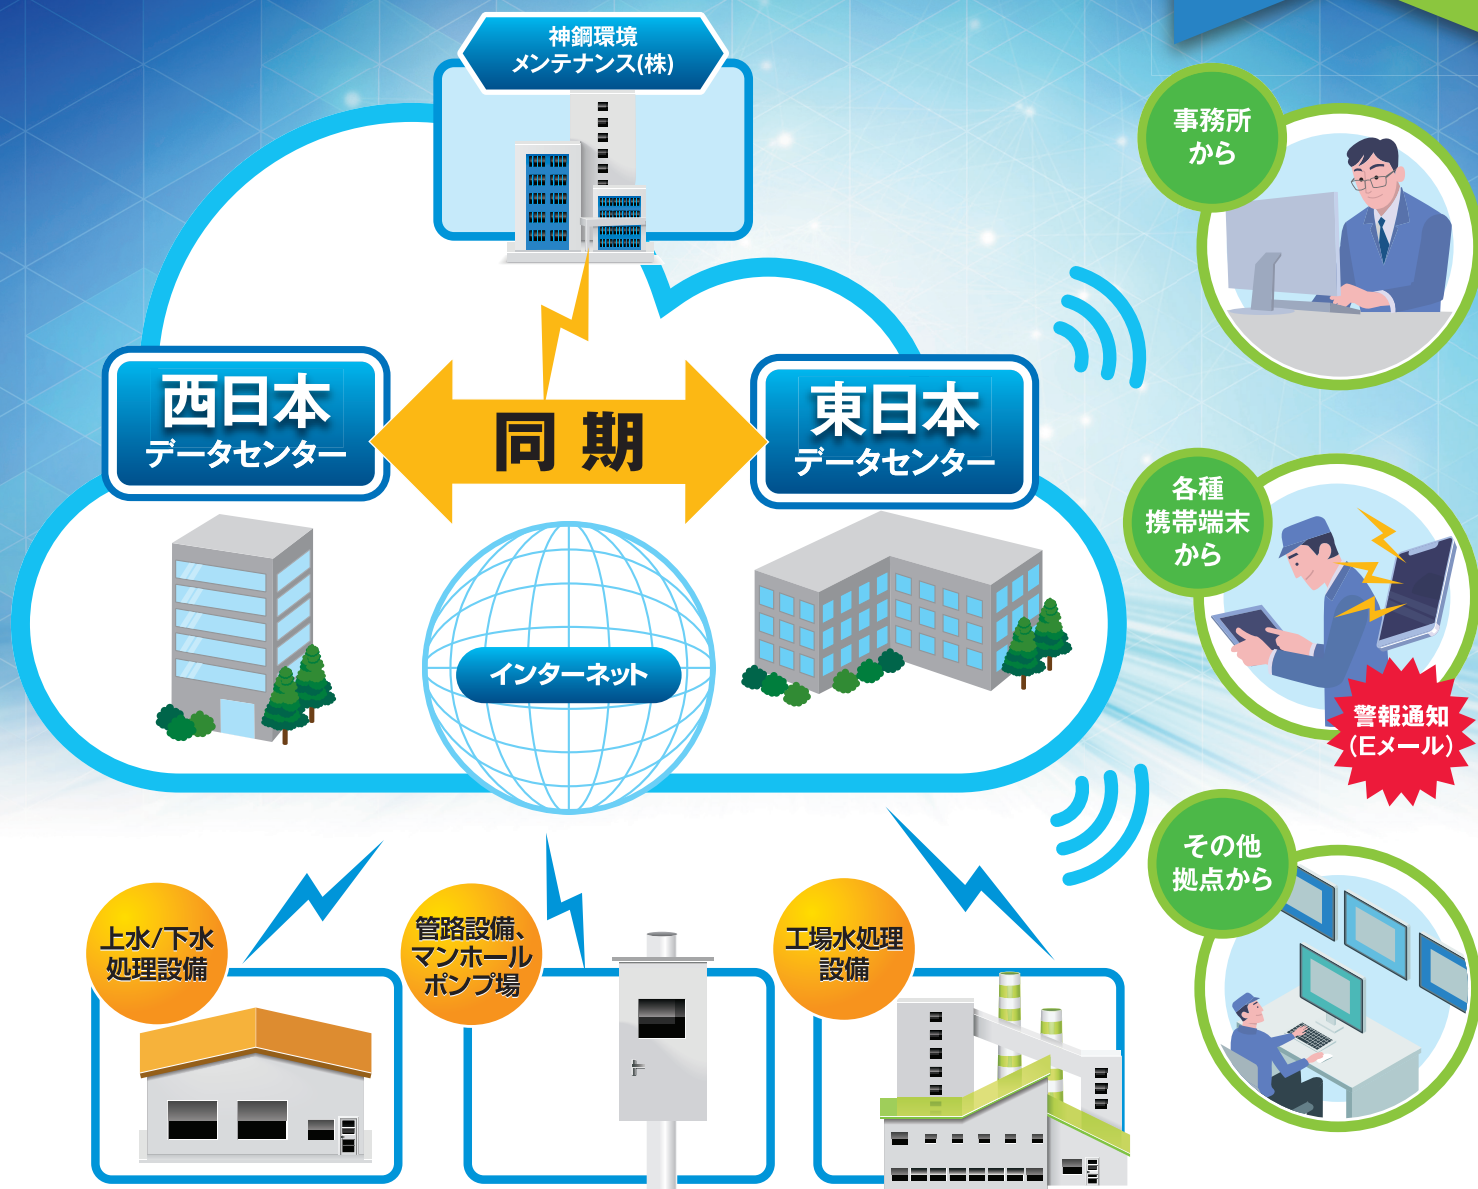 神鋼環境
メンテナンス(株)
事務所
から
西日本
データセンター
同期
東日本
データセンター
各種
携帯端末
から
インターネット
警報通知
(Eメール)
その他
拠点から
上水/下水
処理設備
管路設備、
マンホール
ポンプ場
工場水処理
設備